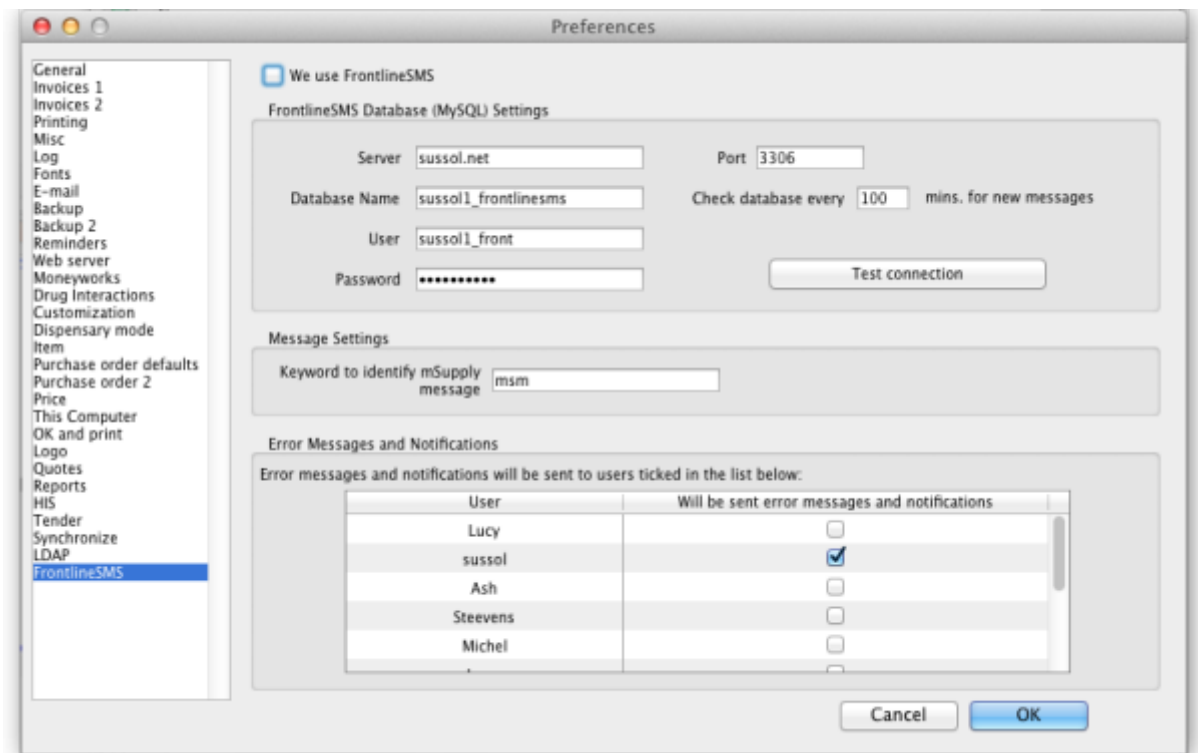 Preferences
General
Invoices 1
Invoices 2
Printing
Misc
Log
Fonts
E-mail
Backup
Backup 2
Reminders
Web server
Moneyworks
Drug Interactions
Customization
Dispensary mode
Item
Purchase order defaults
Purchase order 2
Price
This Computer
OK and print
Logo
Quotes
Reports
HIS
Tender
Synchronize
LDAP
FrontlineSMS
We use FrontlineSMS
FrontlineSMS Database (MySQL) Settings
Server sussol.net Port 3306
Database Name sussol1_frontlinesms Check database every 100 mins. for new messages
User sussol1_front
Password •••••••••• Test connection
Message Settings
Keyword to identify mSupply
message msm
Error Messages and Notifications
Error messages and notifications will be sent to users ticked in the list below:
User Will be sent error messages and notifications
Lucy
sussol
Ash
Steevens
Michel
Cancel OK